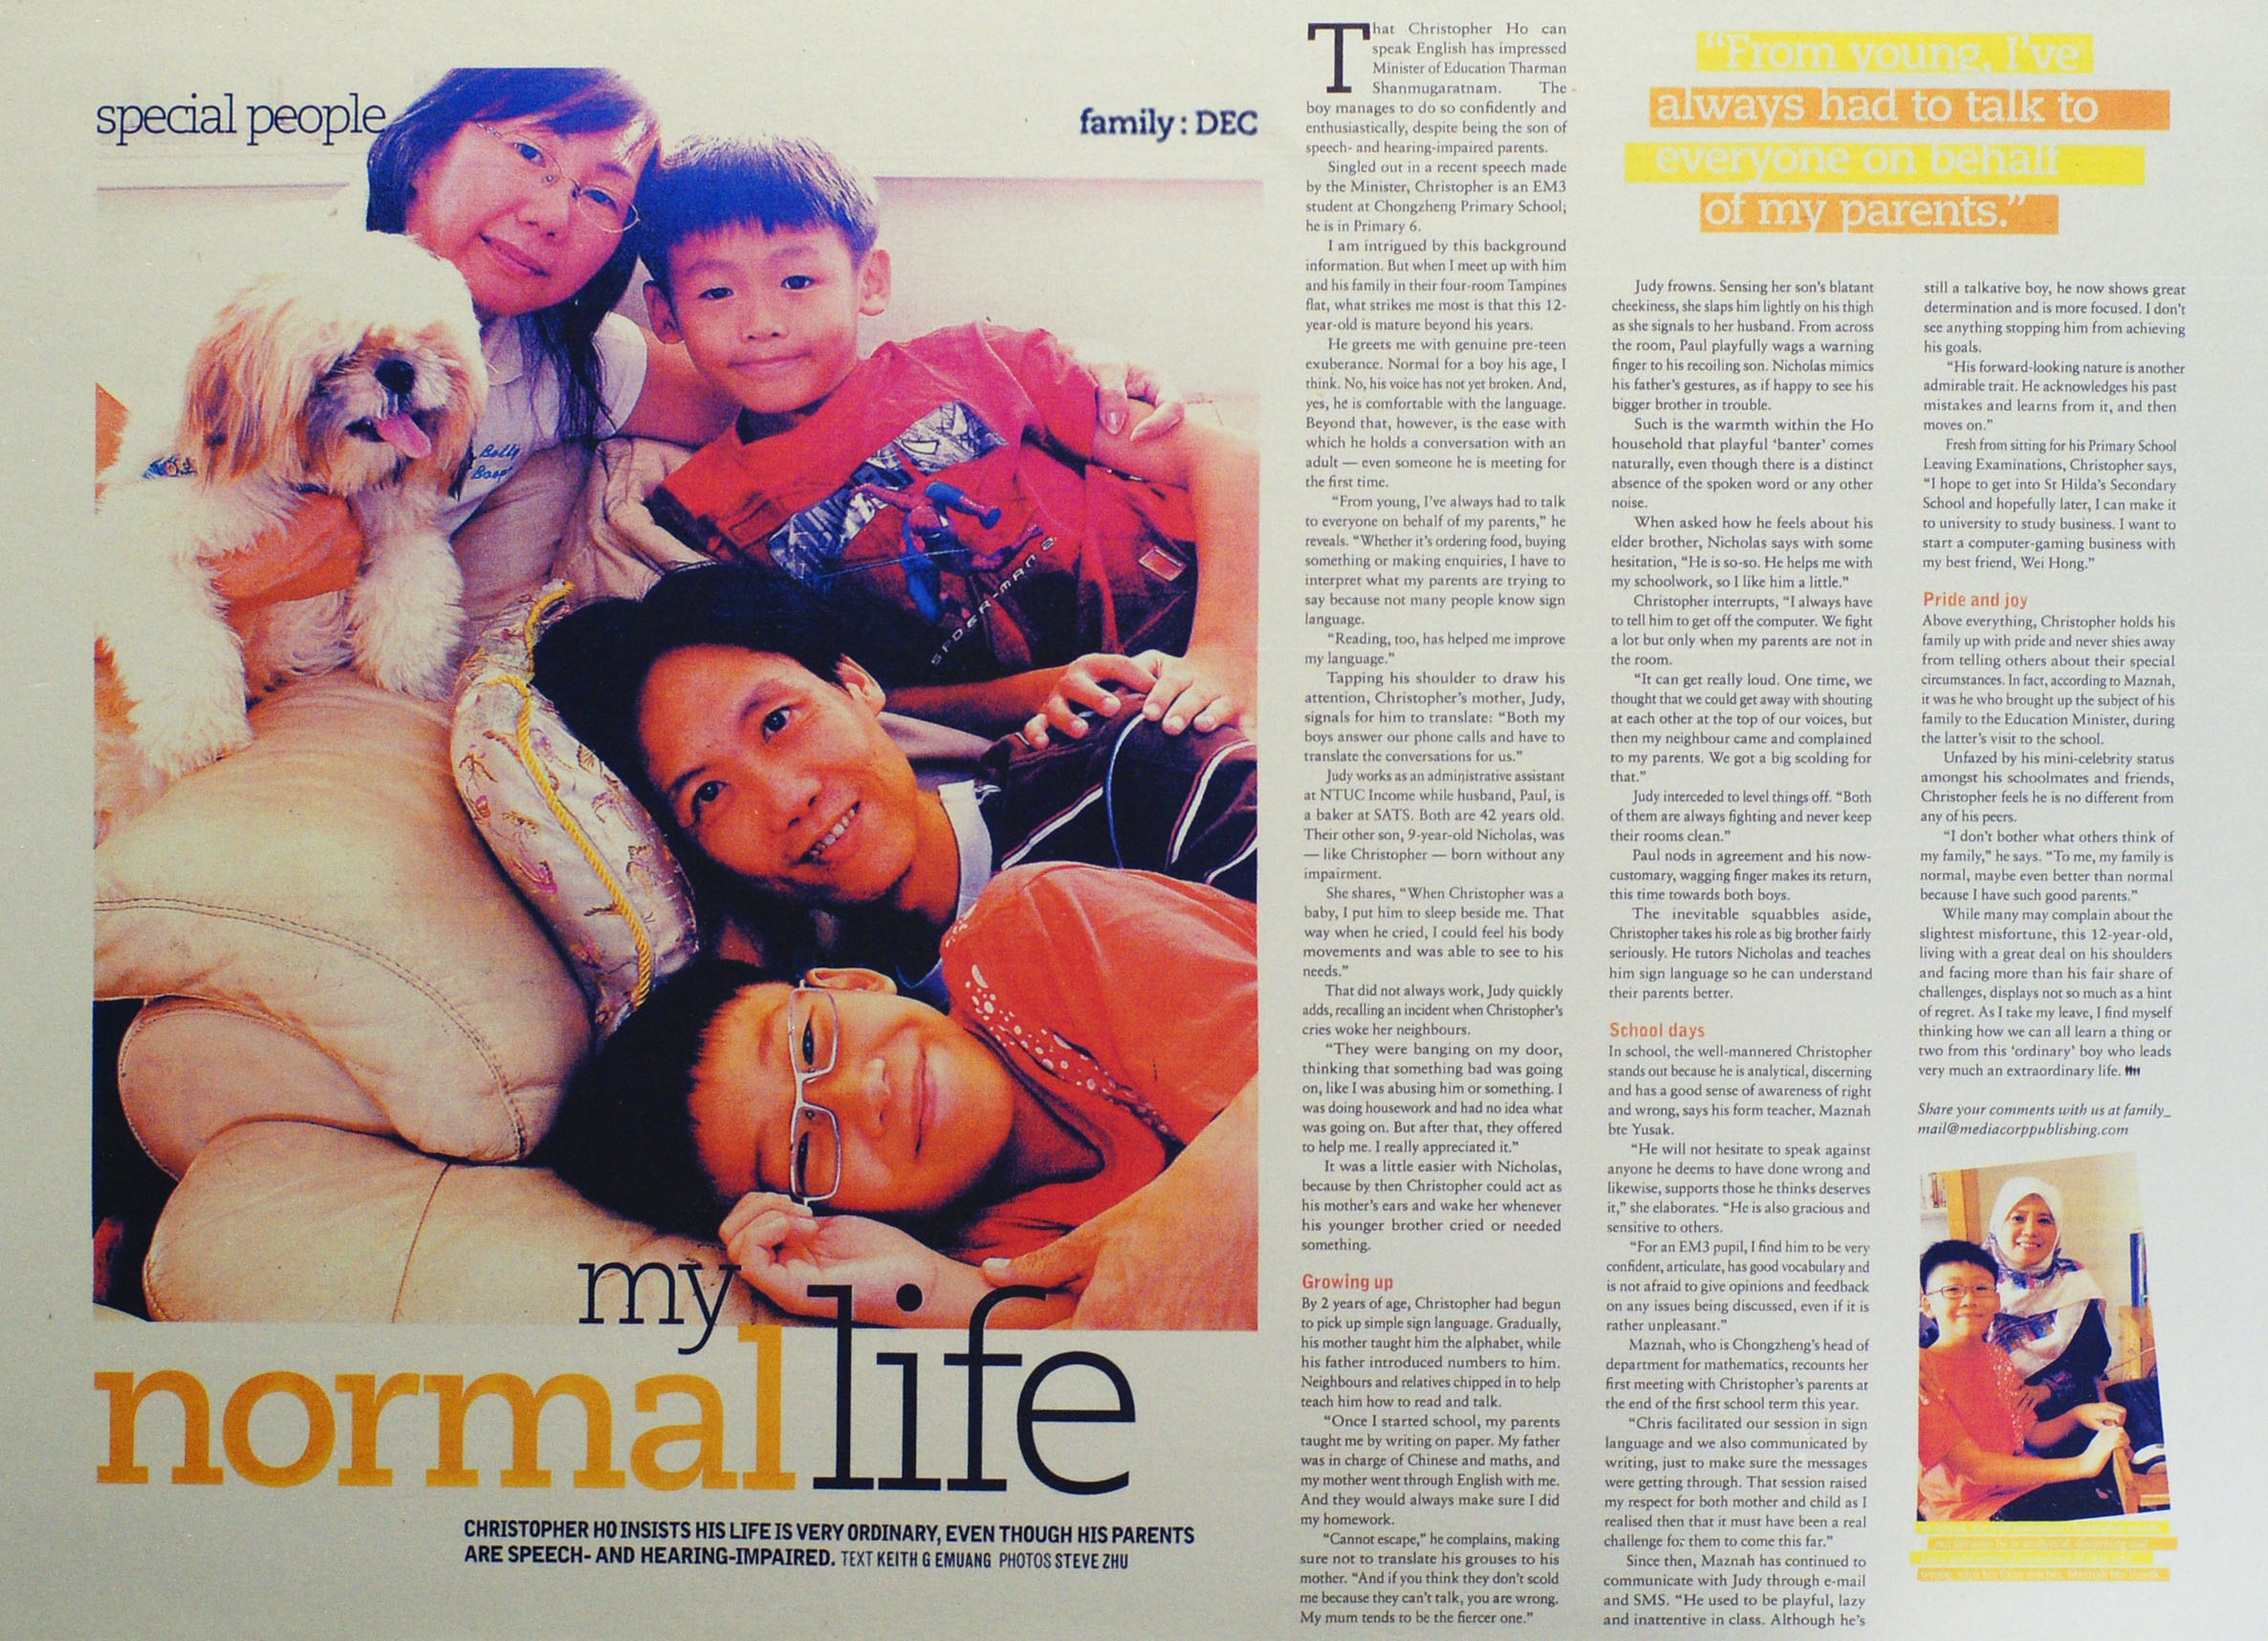 special people
family : DEC
Betty
Boop
SPIDER-MAN 2
my
normal life
CHRISTOPHER HO INSISTS HIS LIFE IS VERY ORDINARY, EVEN THOUGH HIS PARENTS
ARE SPEECH- AND HEARING-IMPAIRED. TEXT KEITH G EMUANG PHOTOS STEVE ZHU
That Christopher Ho can
speak English has impressed
Minister of Education Tharman
Shanmugaratnam. The
boy manages to do so confidently and
enthusiastically, despite being the son of
speech- and hearing-impaired parents.
Singled out in a recent speech made
by the Minister, Christopher is an EM3
student at Chongzheng Primary School;
he is in Primary 6.
I am intrigued by this background
information. But when I meet up with him
and his family in their four-room Tampines
flat, what strikes me most is that this 12-
year-old is mature beyond his years.
He greets me with genuine pre-teen
exuberance. Normal for a boy his age, I
think. No, his voice has not yet broken. And,
yes, he is comfortable with the language.
Beyond that, however, is the ease with
which he holds a conversation with an
adult — even someone he is meeting for
the first time.
“From young, I’ve always had to talk
to everyone on behalf of my parents,” he
reveals. “Whether it’s ordering food, buying
something or making enquiries, I have to
interpret what my parents are trying to
say because not many people know sign
language.
“Reading, too, has helped me improve
my language.”
Tapping his shoulder to draw his
attention, Christopher’s mother, Judy,
signals for him to translate: “Both my
boys answer our phone calls and have to
translate the conversations for us.”
Judy works as an administrative assistant
at NTUC Income while husband, Paul, is
a baker at SATS. Both are 42 years old.
Their other son, 9-year-old Nicholas, was
— like Christopher — born without any
impairment.
She shares, “When Christopher was a
baby, I put him to sleep beside me. That
way when he cried, I could feel his body
movements and was able to see to his
needs.”
That did not always work, Judy quickly
adds, recalling an incident when Christopher’s
cries woke her neighbours.
“They were banging on my door,
thinking that something bad was going
on, like I was abusing him or something. I
was doing housework and had no idea what
was going on. But after that, they offered
to help me. I really appreciated it.”
It was a little easier with Nicholas,
because by then Christopher could act as
his mother’s ears and wake her whenever
his younger brother cried or needed
something.
Growing up
By 2 years of age, Christopher had begun
to pick up simple sign language. Gradually,
his mother taught him the alphabet, while
his father introduced numbers to him.
Neighbours and relatives chipped in to help
teach him how to read and talk.
“Once I started school, my parents
taught me by writing on paper. My father
was in charge of Chinese and maths, and
my mother went through English with me.
And they would always make sure I did
my homework.
“Cannot escape,” he complains, making
sure not to translate his grouses to his
mother. “And if you think they don’t scold
me because they can’t talk, you are wrong.
My mum tends to be the fiercer one.”
“From young, I’ve
always had to talk to
everyone on behalf
of my parents.”
Judy frowns. Sensing her son’s blatant
cheekiness, she slaps him lightly on his thigh
as she signals to her husband. From across
the room, Paul playfully wags a warning
finger to his recoiling son. Nicholas mimics
his father’s gestures, as if happy to see his
bigger brother in trouble.
Such is the warmth within the Ho
household that playful ‘banter’ comes
naturally, even though there is a distinct
absence of the spoken word or any other
noise.
When asked how he feels about his
elder brother, Nicholas says with some
hesitation, “He is so-so. He helps me with
my schoolwork, so I like him a little.”
Christopher interrupts, “I always have
to tell him to get off the computer. We fight
a lot but only when my parents are not in
the room.
“It can get really loud. One time, we
thought that we could get away with shouting
at each other at the top of our voices, but
then my neighbour came and complained
to my parents. We got a big scolding for
that.”
Judy interceded to level things off. “Both
of them are always fighting and never keep
their rooms clean.”
Paul nods in agreement and his now-
customary, wagging finger makes its return,
this time towards both boys.
The inevitable squabbles aside,
Christopher takes his role as big brother fairly
seriously. He tutors Nicholas and teaches
him sign language so he can understand
their parents better.
School days
In school, the well-mannered Christopher
stands out because he is analytical, discerning
and has a good sense of awareness of right
and wrong, says his form teacher, Maznah
bte Yusak.
“He will not hesitate to speak against
anyone he deems to have done wrong and
likewise, supports those he thinks deserves
it,” she elaborates. “He is also gracious and
sensitive to others.
“For an EM3 pupil, I find him to be very
confident, articulate, has good vocabulary and
is not afraid to give opinions and feedback
on any issues being discussed, even if it is
rather unpleasant.”
Maznah, who is Chongzheng’s head of
department for mathematics, recounts her
first meeting with Christopher’s parents at
the end of the first school term this year.
“Chris facilitated our session in sign
language and we also communicated by
writing, just to make sure the messages
were getting through. That session raised
my respect for both mother and child as I
realised then that it must have been a real
challenge for them to come this far.”
Since then, Maznah has continued to
communicate with Judy through e-mail
and SMS. “He used to be playful, lazy
and inattentive in class. Although he’s
still a talkative boy, he now shows great
determination and is more focused. I don’t
see anything stopping him from achieving
his goals.
“His forward-looking nature is another
admirable trait. He acknowledges his past
mistakes and learns from it, and then
moves on.”
Fresh from sitting for his Primary School
Leaving Examinations, Christopher says,
“I hope to get into St Hilda’s Secondary
School and hopefully later, I can make it
to university to study business. I want to
start a computer-gaming business with
my best friend, Wei Hong.”
Pride and joy
Above everything, Christopher holds his
family up with pride and never shies away
from telling others about their special
circumstances. In fact, according to Maznah,
it was he who brought up the subject of his
family to the Education Minister, during
the latter’s visit to the school.
Unfazed by his mini-celebrity status
amongst his schoolmates and friends,
Christopher feels he is no different from
any of his peers.
“I don’t bother what others think of
my family,” he says. “To me, my family is
normal, maybe even better than normal
because I have such good parents.”
While many may complain about the
slightest misfortune, this 12-year-old,
living with a great deal on his shoulders
and facing more than his fair share of
challenges, displays not so much as a hint
of regret. As I take my leave, I find myself
thinking how we can all learn a thing or
two from this ‘ordinary’ boy who leads
very much an extraordinary life.
Share your comments with us at family_
mail@mediacorppublishing.com